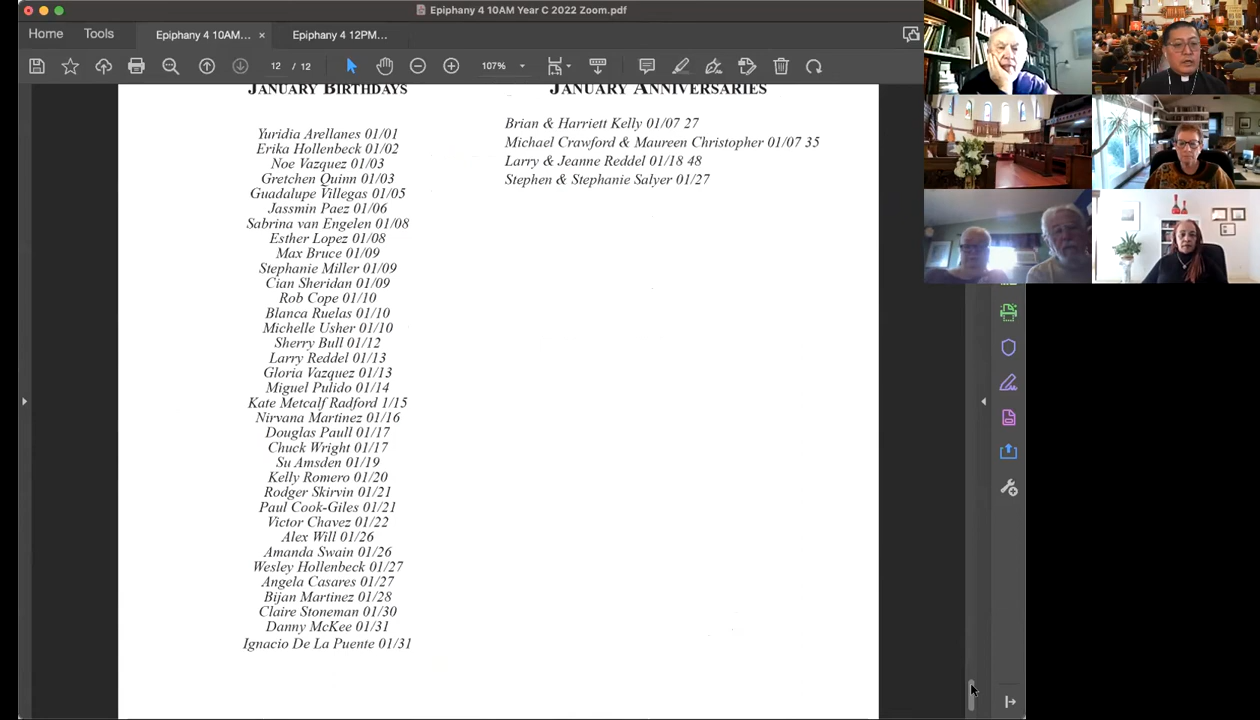 Epiphany 4 10AM Year C 2022 Zoom.pdf
Home
Tools
Epiphany 4 10AM...
×
Epiphany 4 12PM...
12 / 12
107%
JANUARY BIRTHDAYS
Yuridia Arellanes 01/01
Erika Hollenbeck 01/02
Noe Vazquez 01/03
Gretchen Quinn 01/03
Guadalupe Villegas 01/05
Jassmin Paez 01/06
Sabrina van Engelen 01/08
Esther Lopez 01/08
Max Bruce 01/09
Stephanie Miller 01/09
Cian Sheridan 01/09
Rob Cope 01/10
Blanca Ruelas 01/10
Michelle Usher 01/10
Sherry Bull 01/12
Larry Reddel 01/13
Gloria Vazquez 01/13
Miguel Pulido 01/14
Kate Metcalf Radford 1/15
Nirvana Martinez 01/16
Douglas Paull 01/17
Chuck Wright 01/17
Su Amsden 01/19
Kelly Romero 01/20
Rodger Skirvin 01/21
Paul Cook-Giles 01/21
Victor Chavez 01/22
Alex Will 01/26
Amanda Swain 01/26
Wesley Hollenbeck 01/27
Angela Casares 01/27
Bijan Martinez 01/28
Claire Stoneman 01/30
Danny McKee 01/31
Ignacio De La Puente 01/31
JANUARY ANNIVERSARIES
Brian & Harriett Kelly 01/07 27
Michael Crawford & Maureen Christopher 01/07 35
Larry & Jeanne Reddel 01/18 48
Stephen & Stephanie Salyer 01/27